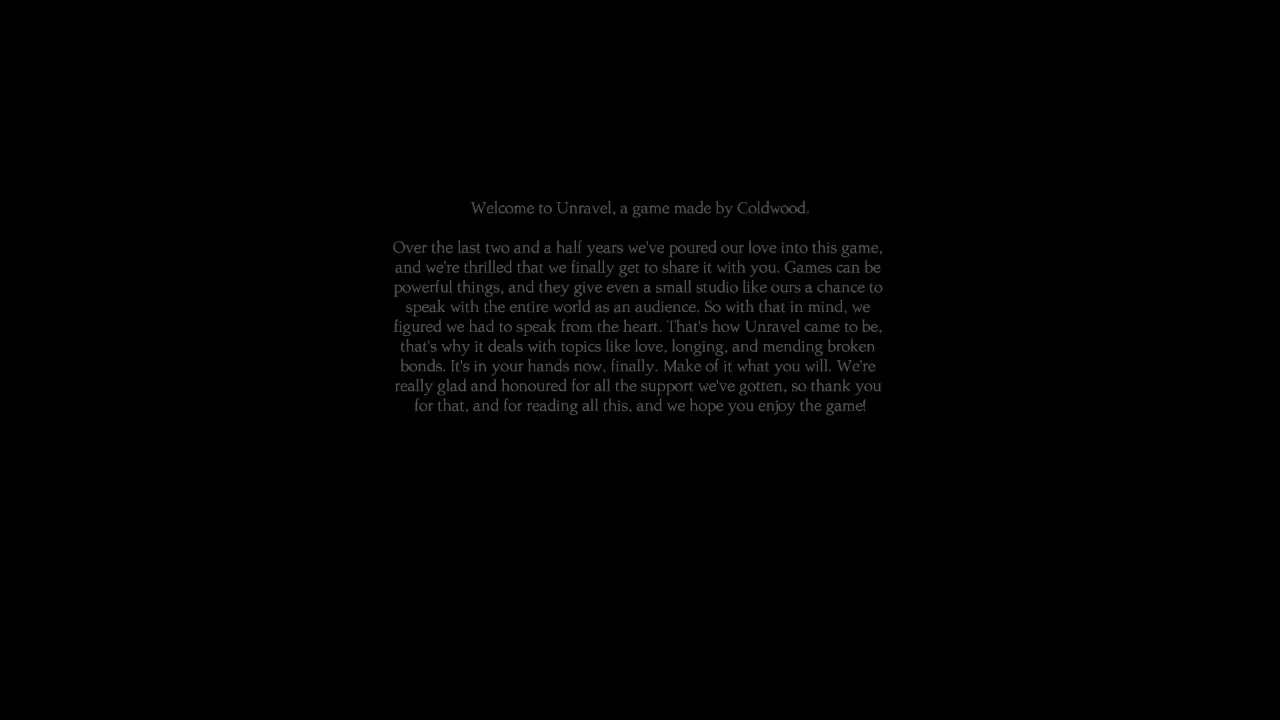 Welcome to Unravel, a game made by Coldwood.
Over the last two and a half years we've poured our love into this game,
and we're thrilled that we finally get to share it with you. Games can be
powerful things, and they give even a small studio like ours a chance to
speak with the entire world as an audience. So with that in mind, we
figured we had to speak from the heart. That's how Unravel came to be,
that's why it deals with topics like love, longing, and mending broken
bonds. It's in your hands now, finally. Make of it what you will. We're
really glad and honoured for all the support we've gotten, so thank you
for that, and for reading all this, and we hope you enjoy the game!